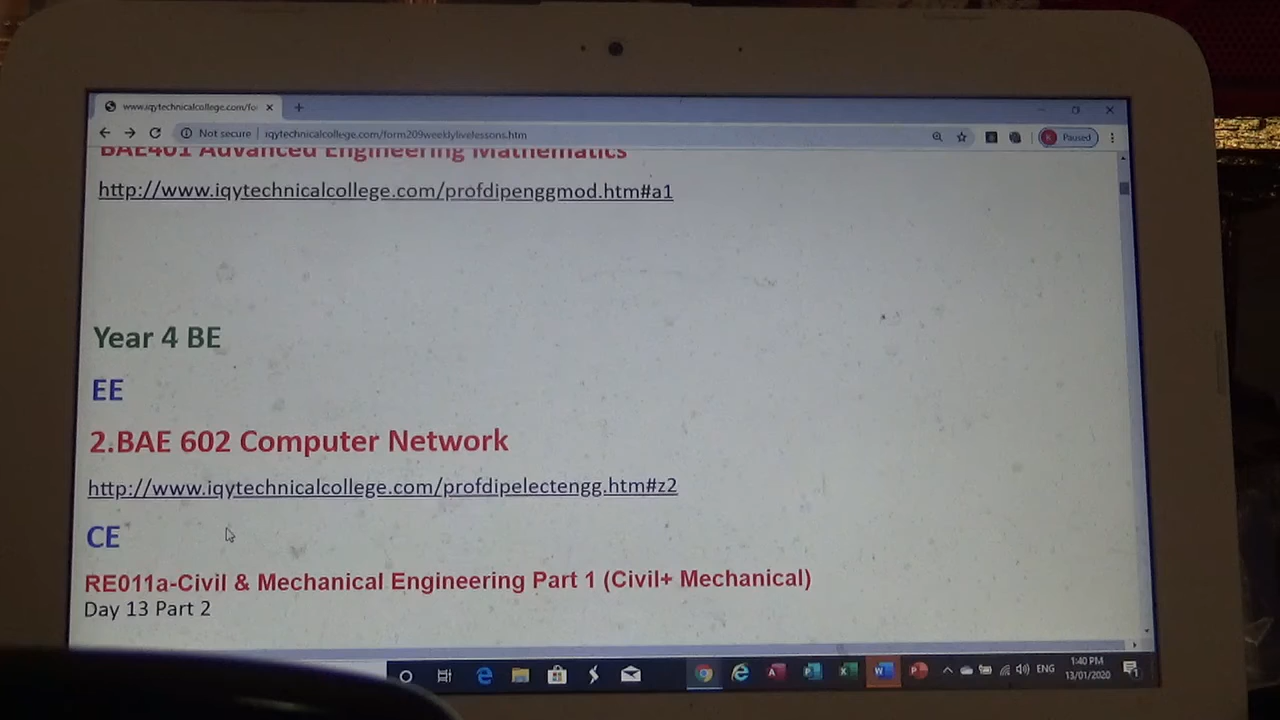 www.iqytechnicalcollege.com/fo
Not secure
iqytechnicalcollege.com/form209weeklylivelessons.htm
K Paused
BAE401 Advanced Engineering Mathematics
http://www.iqytechnicalcollege.com/profdipenggmod.htm#a1
Year 4 BE
EE
2.BAE 602 Computer Network
http://www.iqytechnicalcollege.com/profdipelectengg.htm#z2
CE
RE011a-Civil & Mechanical Engineering Part 1 (Civil+ Mechanical)
Day 13 Part 2
ENG
1:40 PM
13/01/2020